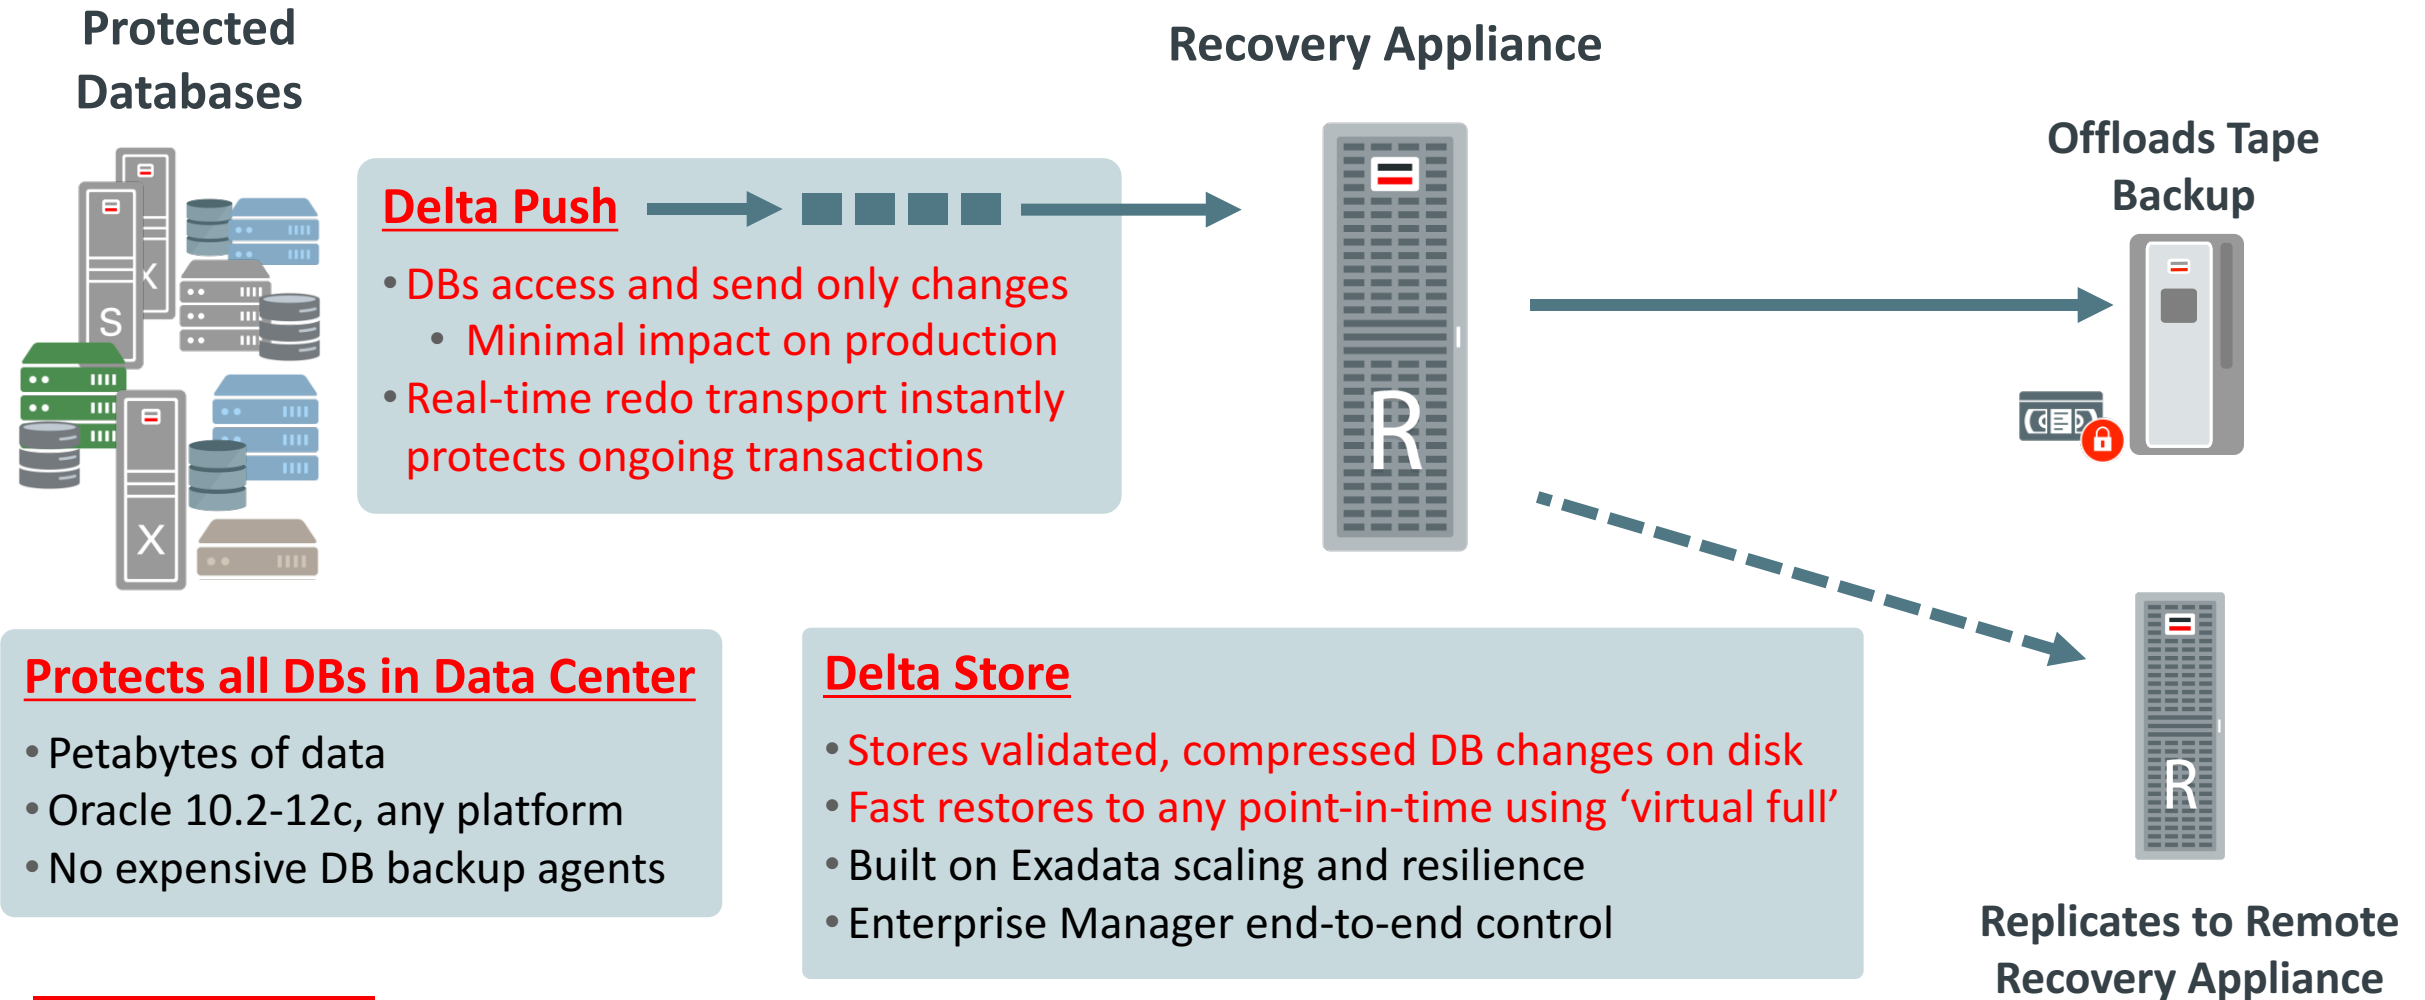 Protected
Databases
Recovery Appliance
Offloads Tape
Backup
Delta Push
• DBs access and send only changes
• Minimal impact on production
• Real-time redo transport instantly
protects ongoing transactions
S
X
X
R
R
Protects all DBs in Data Center
• Petabytes of data
• Oracle 10.2-12c, any platform
• No expensive DB backup agents
Delta Store
• Stores validated, compressed DB changes on disk
• Fast restores to any point-in-time using ‘virtual full’
• Built on Exadata scaling and resilience
• Enterprise Manager end-to-end control
Replicates to Remote
Recovery Appliance